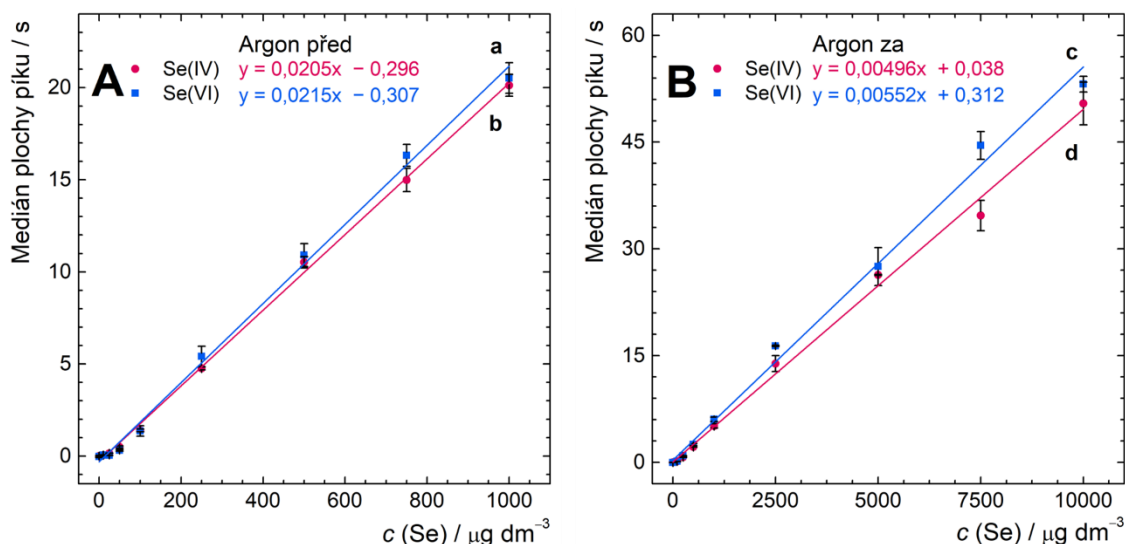 A
Argon před
Se(IV) y = 0,0205x − 0,296
Se(VI) y = 0,0215x − 0,307
a
b
Medián plochy píku / s
20
15
10
5
0
0 200 400 600 800 1000
c (Se) / µg dm⁻³
B
Argon za
Se(IV) y = 0,00496x + 0,038
Se(VI) y = 0,00552x + 0,312
c
d
Medián plochy píku / s
60
45
30
15
0
0 2500 5000 7500 10000
c (Se) / µg dm⁻³